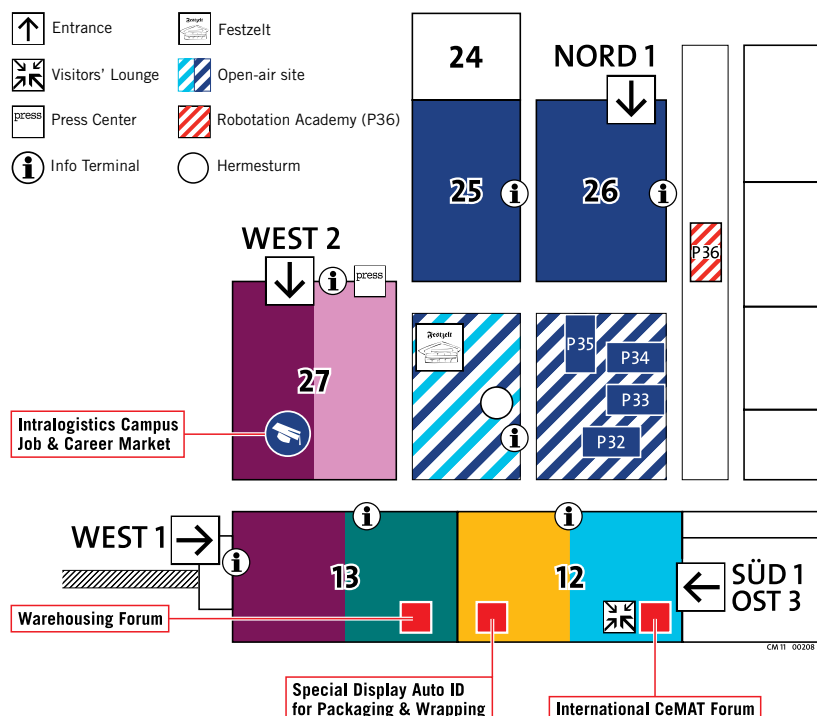 Entrance
Festzelt
Festzelt
Visitors' Lounge
Open-air site
press
Press Center
Robotation Academy (P36)
i
Info Terminal
Hermesturm
24
NORD 1
25
i
26
i
P36
WEST 2
i
press
Festzelt
P35
P34
P33
P32
27
i
Intralogistics Campus
Job & Career Market
WEST 1
i
i
i
13
12
SÜD 1
OST 3
Warehousing Forum
CM 11 00208
Special Display Auto ID
for Packaging & Wrapping
International CeMAT Forum